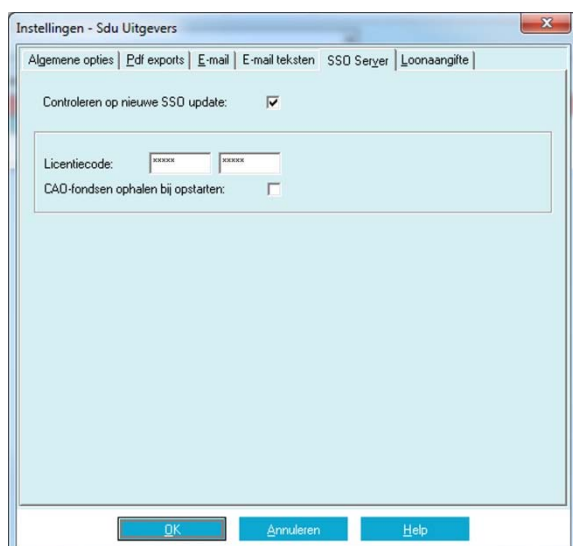 Instellingen - Sdu Uitgevers
Algemene opties Pdf exports E-mail E-mail teksten SSO Server Loonaangifte
Controleren op nieuwe SSO update:
Licentiecode: xxxxx xxxxx
CAO-fondsen ophalen bij opstarten:
OK Annuleren Help